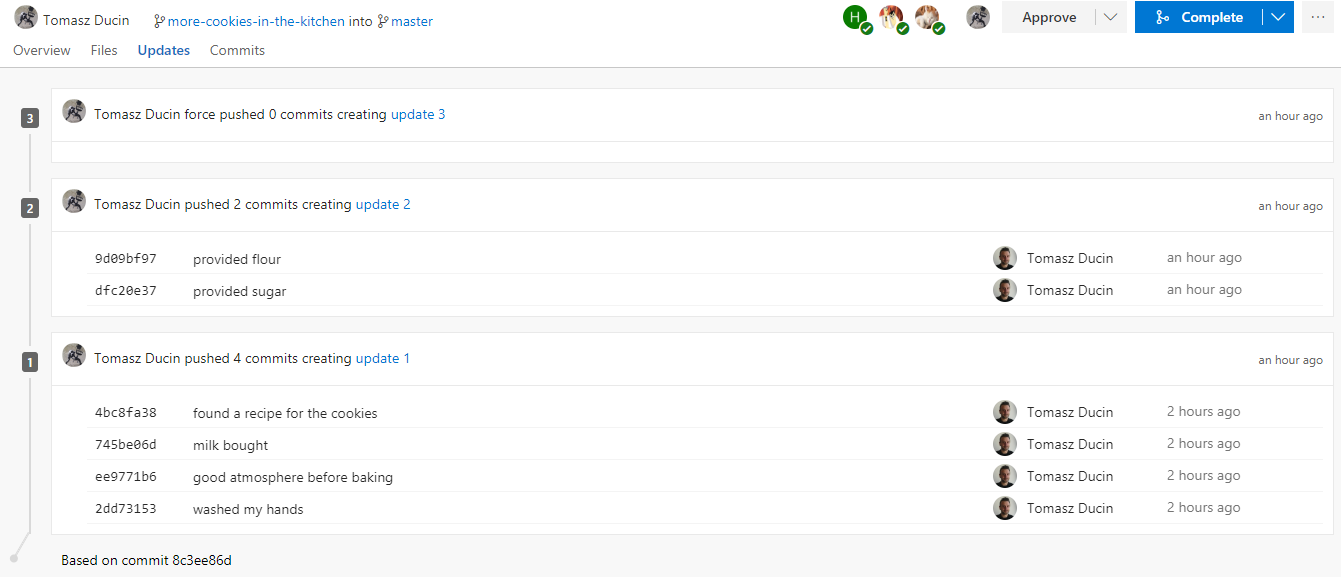 Tomasz Ducin more-cookies-in-the-kitchen into master H Approve Complete ...
Overview Files Updates Commits
3 Tomasz Ducin force pushed 0 commits creating update 3 an hour ago
2 Tomasz Ducin pushed 2 commits creating update 2 an hour ago
9d09bf97 provided flour Tomasz Ducin an hour ago
dfc20e37 provided sugar Tomasz Ducin an hour ago
1 Tomasz Ducin pushed 4 commits creating update 1 an hour ago
4bc8fa38 found a recipe for the cookies Tomasz Ducin 2 hours ago
745be06d milk bought Tomasz Ducin 2 hours ago
ee9771b6 good atmosphere before baking Tomasz Ducin 2 hours ago
2dd73153 washed my hands Tomasz Ducin 2 hours ago
Based on commit 8c3ee86d